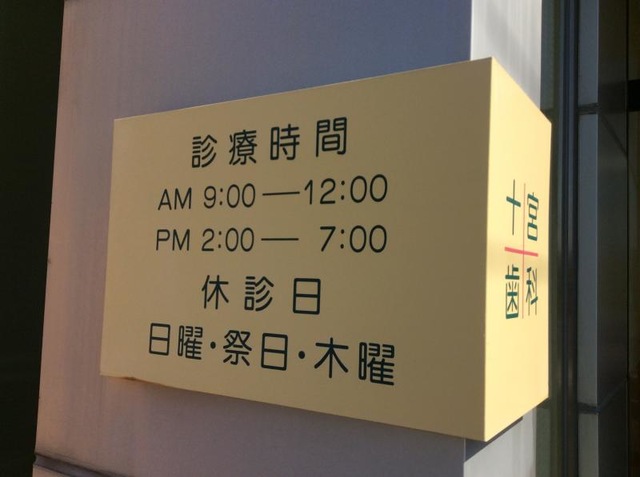 診療時間
AM 9:00—12:00
PM 2:00— 7:00
休診日
日曜・祭日・木曜
十宮
歯科